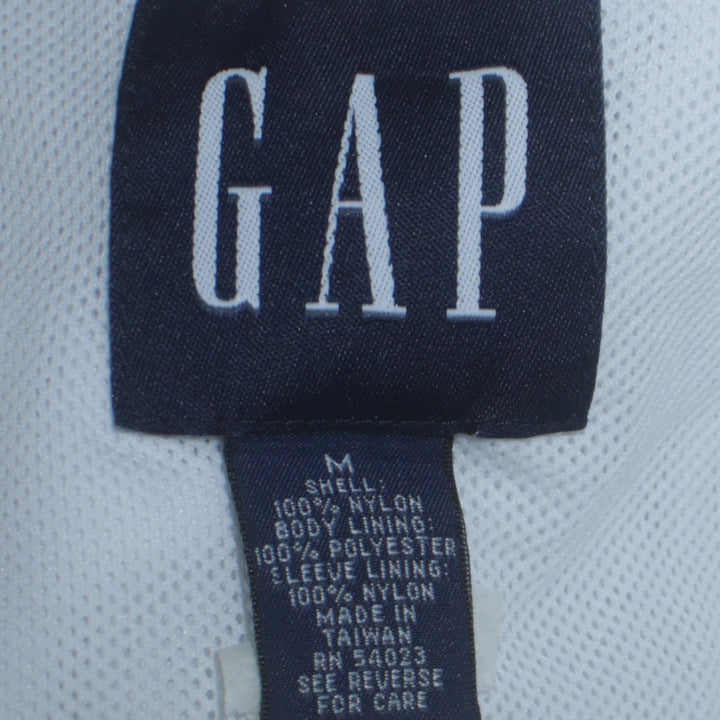 GAP
M
SHELL:
100% NYLON
BODY LINING:
100% POLYESTER
SLEEVE LINING:
100% NYLON
MADE IN
TAIWAN
RN 54023
SEE REVERSE
FOR CARE